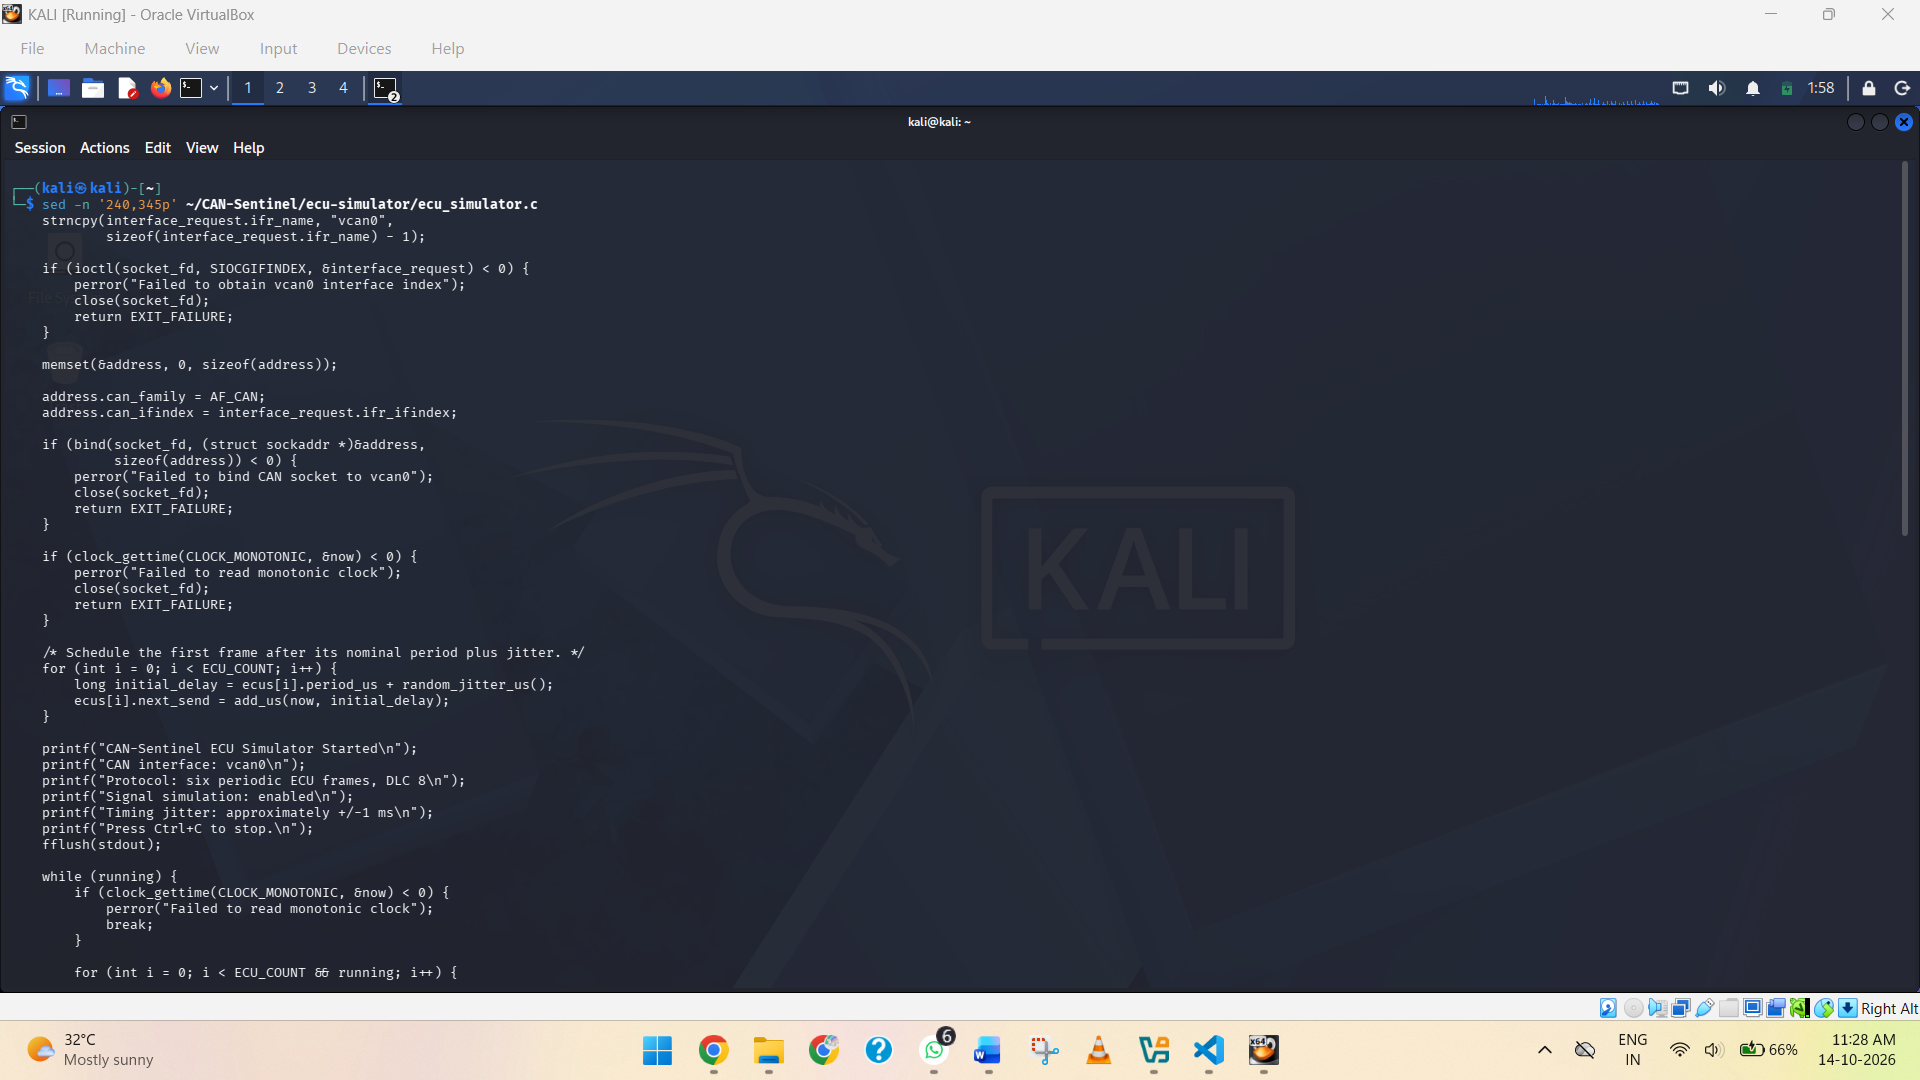 KALI [Running] - Oracle VirtualBox
File Machine View Input Devices Help
1 2 3 4 2 1:58
kali@kali: ~
Session Actions Edit View Help
┌──(kali㉿kali)-[~]
└─$ sed -n '240,345p' ~/CAN-Sentinel/ecu-simulator/ecu_simulator.c
    strncpy(interface_request.ifr_name, "vcan0",
            sizeof(interface_request.ifr_name) - 1);
    if (ioctl(socket_fd, SIOCGIFINDEX, &interface_request) < 0) {
        perror("Failed to obtain vcan0 interface index");
        close(socket_fd);
        return EXIT_FAILURE;
    }
    memset(&address, 0, sizeof(address));
    address.can_family = AF_CAN;
    address.can_ifindex = interface_request.ifr_ifindex;
    if (bind(socket_fd, (struct sockaddr *)&address,
             sizeof(address)) < 0) {
        perror("Failed to bind CAN socket to vcan0");
        close(socket_fd);
        return EXIT_FAILURE;
    }
    if (clock_gettime(CLOCK_MONOTONIC, &now) < 0) {
        perror("Failed to read monotonic clock");
        close(socket_fd);
        return EXIT_FAILURE;
    }
    /* Schedule the first frame after its nominal period plus jitter. */
    for (int i = 0; i < ECU_COUNT; i++) {
        long initial_delay = ecus[i].period_us + random_jitter_us();
        ecus[i].next_send = add_us(now, initial_delay);
    }
    printf("CAN-Sentinel ECU Simulator Started\n");
    printf("CAN interface: vcan0\n");
    printf("Protocol: six periodic ECU frames, DLC 8\n");
    printf("Signal simulation: enabled\n");
    printf("Timing jitter: approximately +/-1 ms\n");
    printf("Press Ctrl+C to stop.\n");
    fflush(stdout);
    while (running) {
        if (clock_gettime(CLOCK_MONOTONIC, &now) < 0) {
            perror("Failed to read monotonic clock");
            break;
        }
        for (int i = 0; i < ECU_COUNT && running; i++) {
KALI
Right Alt
32°C
Mostly sunny
6
X64
ENG
IN
66%
11:28 AM
14-10-2026